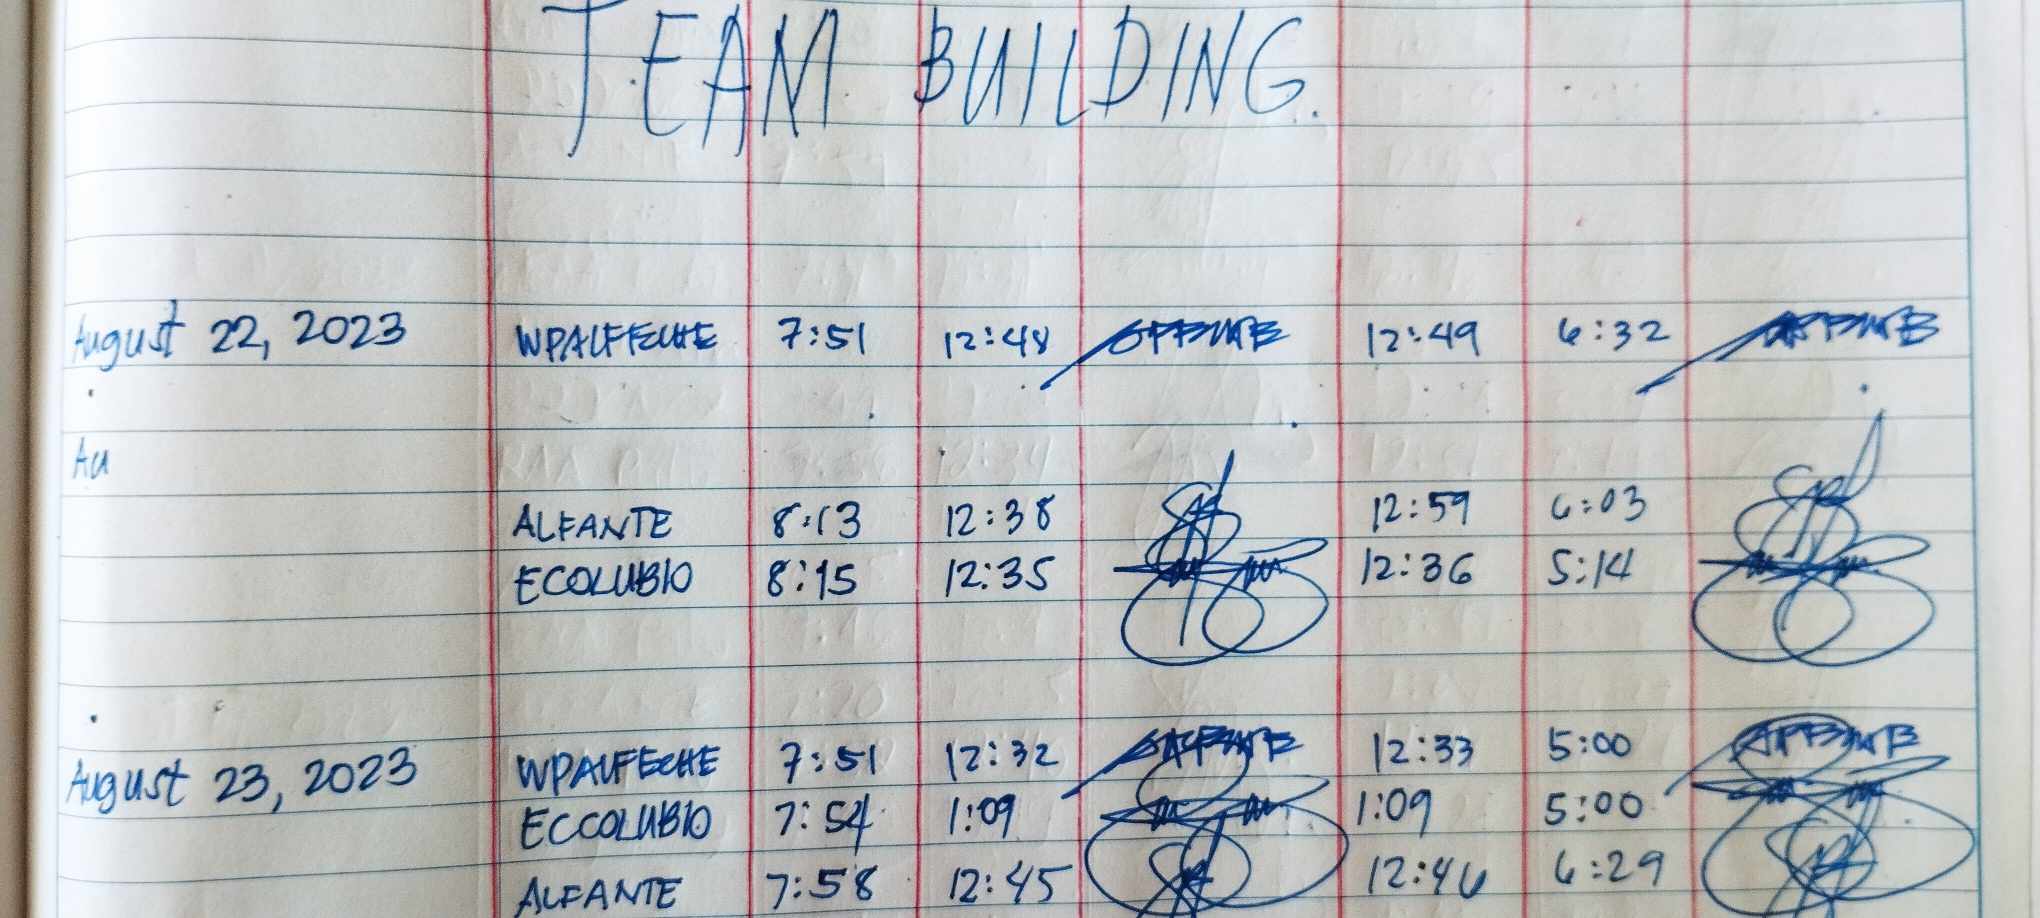 TEAM BUILDING.
August 22, 2023 WPALFECHE 7:51 12:48 12:49 6:32
Au
ALFANTE 8:13 12:38 12:59 6:03
ECOLUBIO 8:15 12:35 12:36 5:14
August 23, 2023 WPALFECHE 7:51 12:32 12:33 5:00
ECCOLUBIO 7:54 1:09 1:09 5:00
ALFANTE 7:58 12:45 12:46 6:29